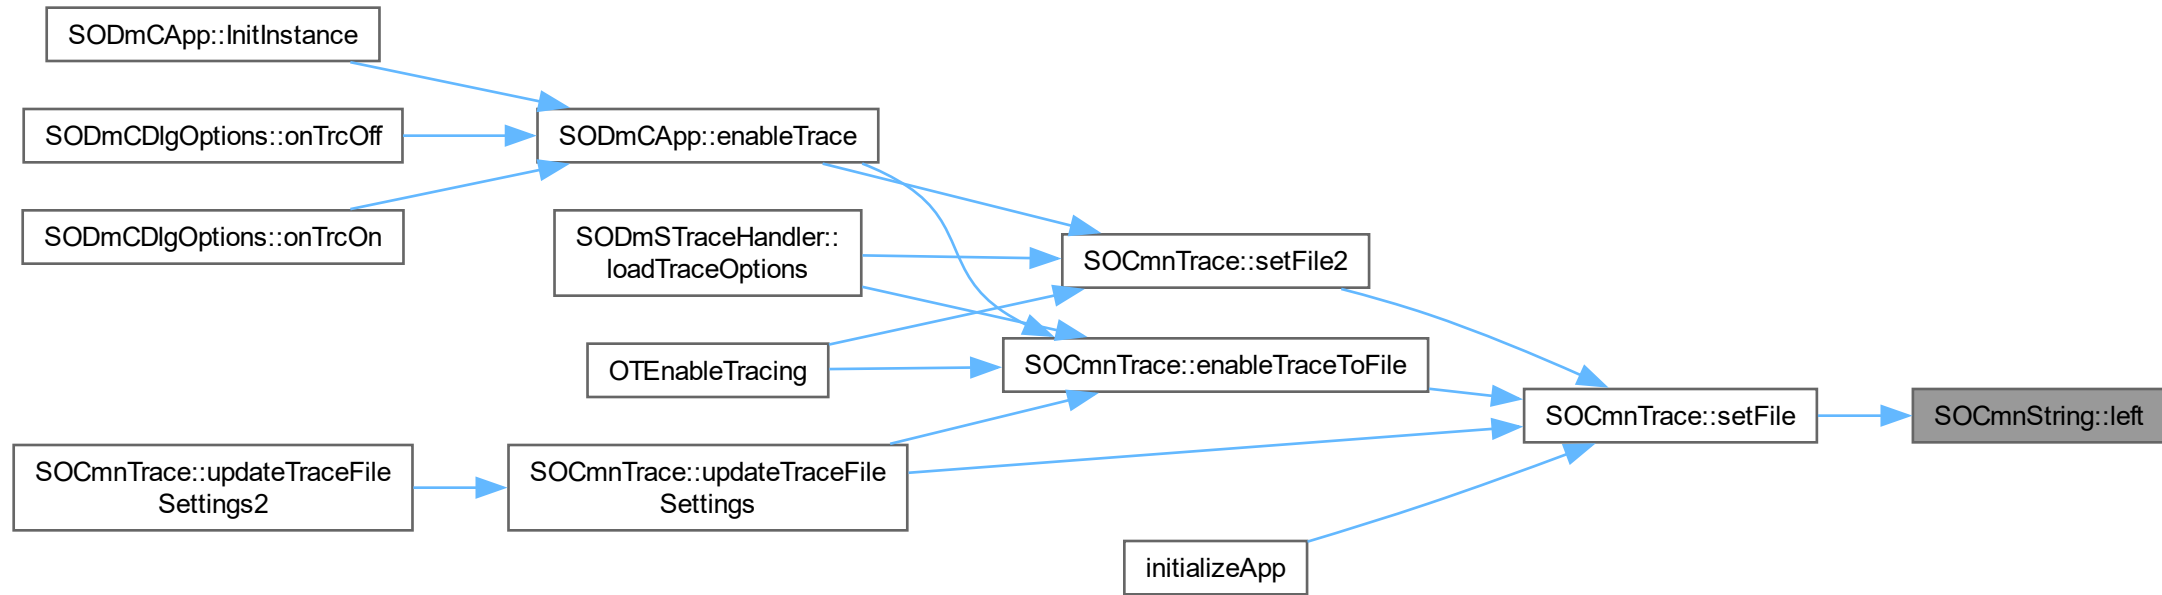 SODmCApp::InitInstance
SODmCDlgOptions::onTrcOff
SODmCDlgOptions::onTrcOn
SOCmnTrace::updateTraceFile
Settings2
SODmCApp::enableTrace
SODmSTraceHandler::
loadTraceOptions
OTEnableTracing
SOCmnTrace::updateTraceFile
Settings
SOCmnTrace::setFile2
SOCmnTrace::enableTraceToFile
initializeApp
SOCmnTrace::setFile
SOCmnString::left